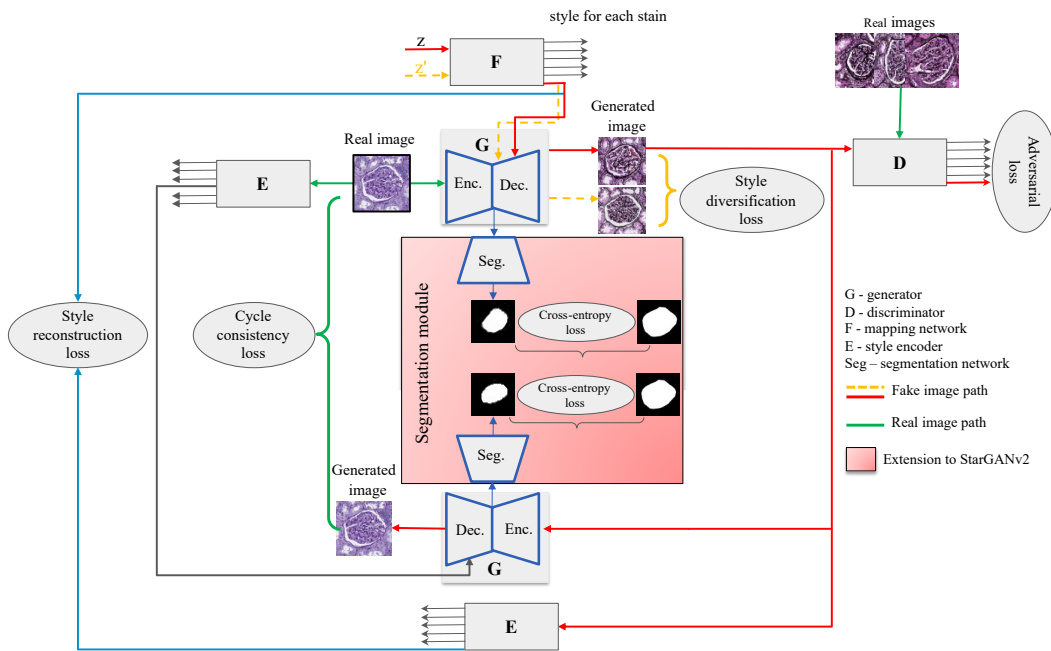 style for each stain
z
z'
F
Real images
Generated
image
Real image
G
Enc.
Dec.
E
D
Adversarial
loss
Style
diversification
loss
Seg.
Cross-entropy
loss
Segmentation module
Style
reconstruction
loss
Cycle
consistency
loss
Cross-entropy
loss
Seg.
G - generator
D - discriminator
F - mapping network
E - style encoder
Seg – segmentation network
Fake image path
Real image path
Extension to StarGANv2
Generated
image
Dec.
Enc.
G
E